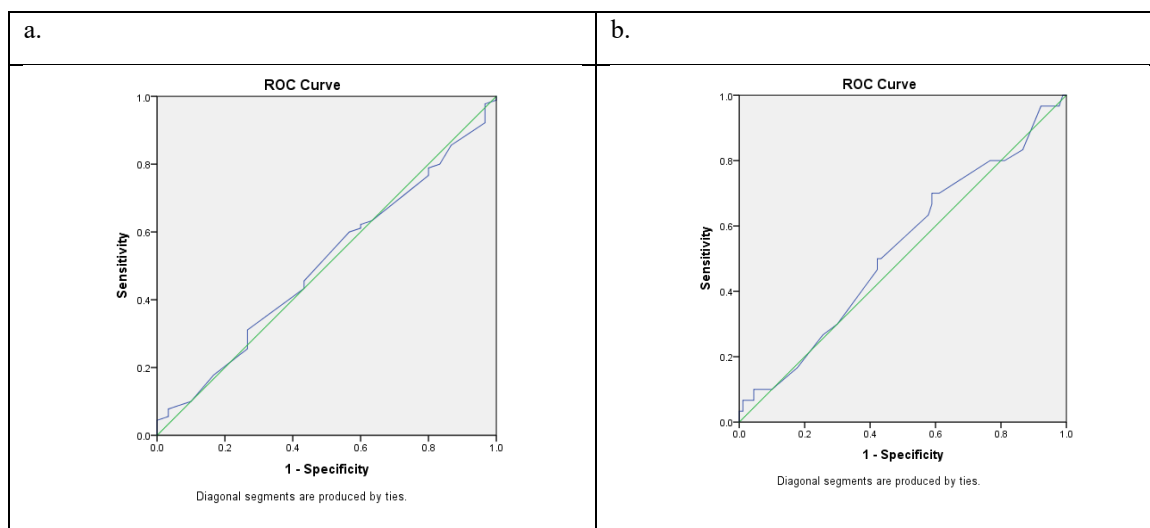 a.
b.
ROC Curve
1.0
0.8
0.6
0.4
0.2
0.0
Sensitivity
0.0 0.2 0.4 0.6 0.8 1.0
1 - Specificity
Diagonal segments are produced by ties.
ROC Curve
1.0
0.8
0.6
0.4
0.2
0.0
Sensitivity
0.0 0.2 0.4 0.6 0.8 1.0
1 - Specificity
Diagonal segments are produced by ties.